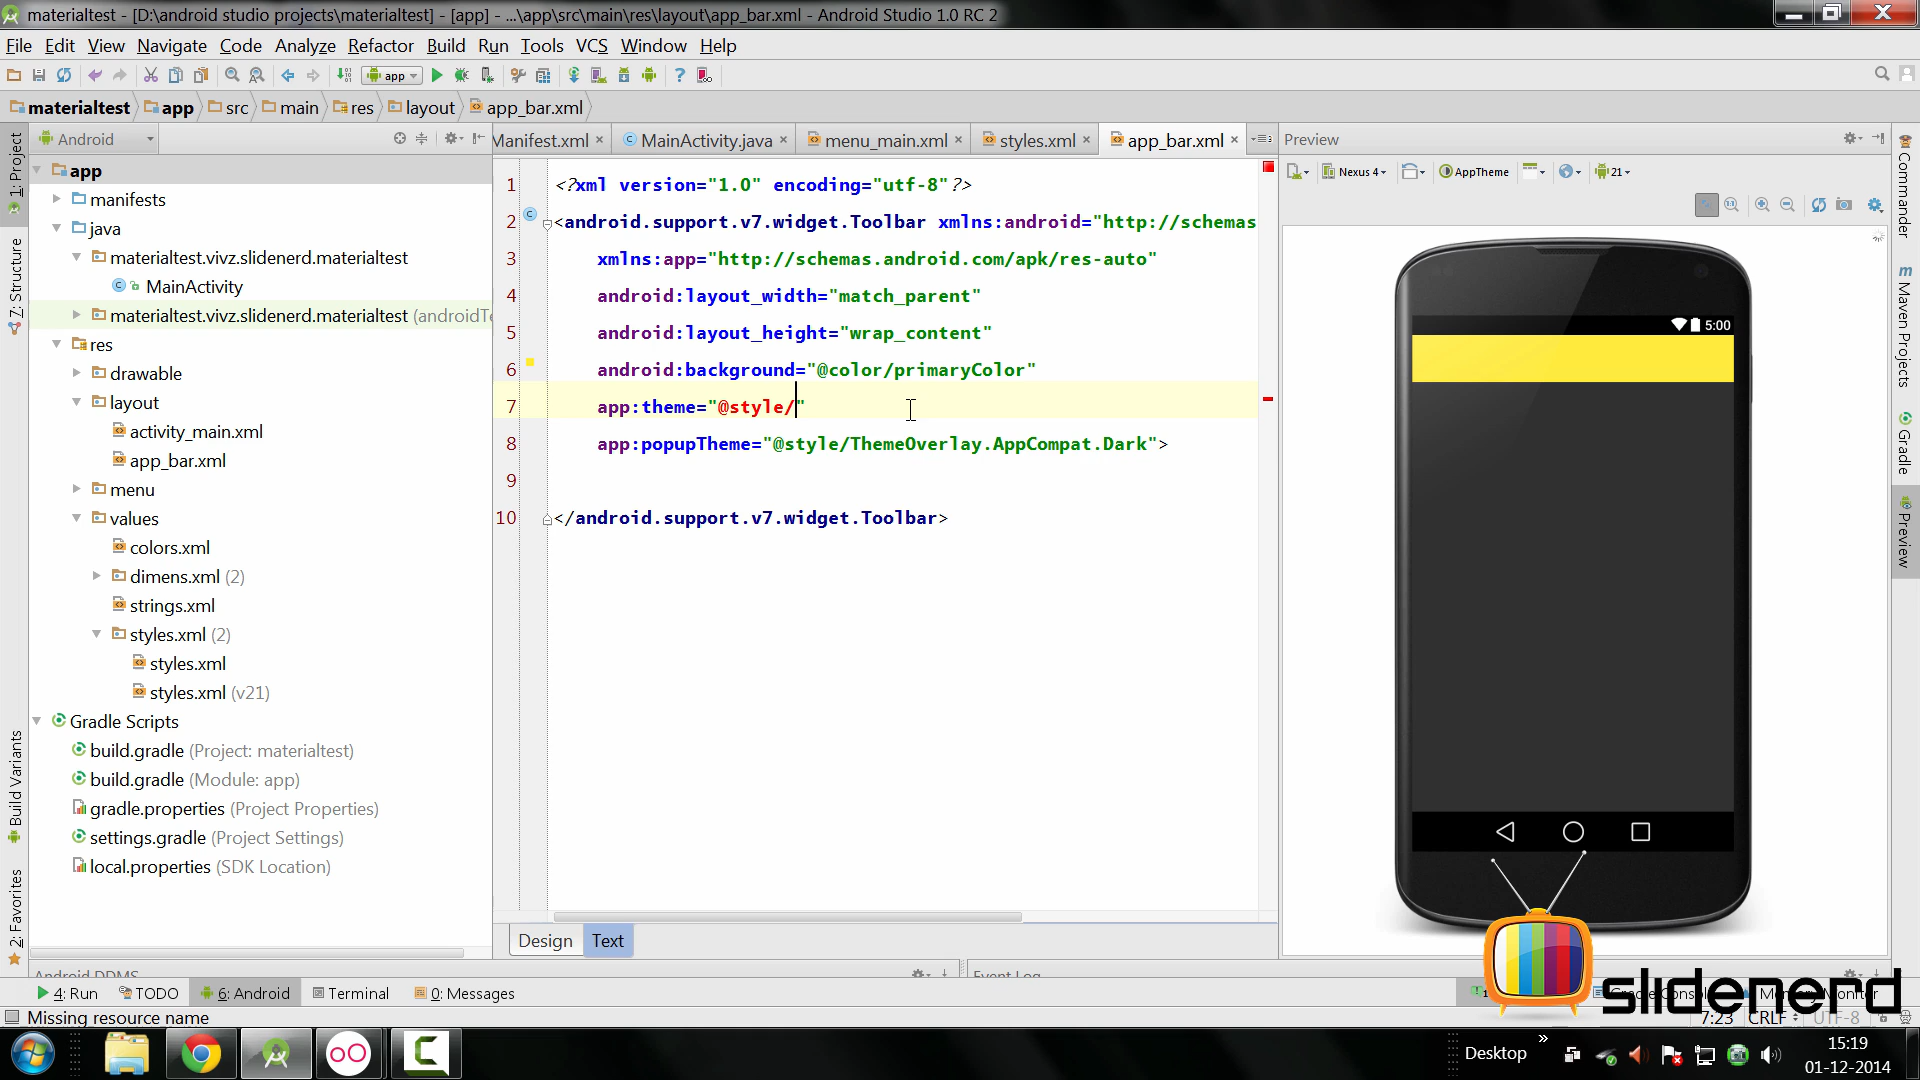 materialtest - [D:\android studio projects\materialtest] - [app] - ...\app\src\main\res\layout\app_bar.xml - Android Studio 1.0 RC 2
File Edit View Navigate Code Analyze Refactor Build Run Tools VCS Window Help
app
materialtest app src main res layout app_bar.xml
Android
Manifest.xml MainActivity.java menu_main.xml styles.xml app_bar.xml
Preview
Nexus 4 AppTheme 21
1: Project
7: Structure
Build Variants
2: Favorites
app
manifests
java
materialtest.vivz.slidenerd.materialtest
MainActivity
materialtest.vivz.slidenerd.materialtest (androidTe
res
drawable
layout
activity_main.xml
app_bar.xml
menu
values
colors.xml
dimens.xml (2)
strings.xml
styles.xml (2)
styles.xml
styles.xml (v21)
Gradle Scripts
build.gradle (Project: materialtest)
build.gradle (Module: app)
gradle.properties (Project Properties)
settings.gradle (Project Settings)
local.properties (SDK Location)
1 <?xml version="1.0" encoding="utf-8"?>
2 <android.support.v7.widget.Toolbar xmlns:android="http://schemas
3 xmlns:app="http://schemas.android.com/apk/res-auto"
4 android:layout_width="match_parent"
5 android:layout_height="wrap_content"
6 android:background="@color/primaryColor"
7 app:theme="@style/"
8 app:popupTheme="@style/ThemeOverlay.AppCompat.Dark">
9
10 </android.support.v7.widget.Toolbar>
Design Text
5:00
Commander
Maven Projects
Gradle
Preview
Android DDMS
Event Log
4: Run TODO 6: Android Terminal 0: Messages
Gradle Console Memory Monitor
slidenerd
Missing resource name
7:23 CRLF UTF-8
Desktop
15:19
01-12-2014